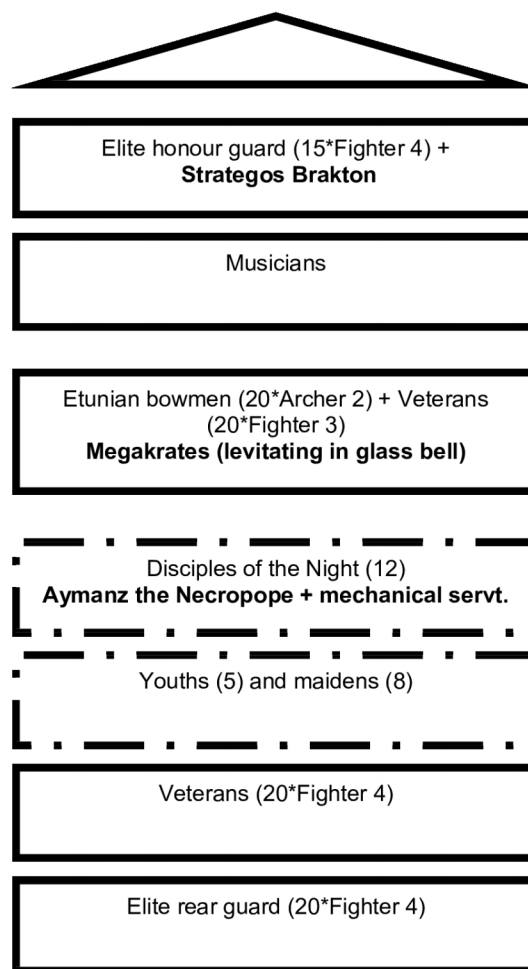 Elite honour guard (15*Fighter 4) +
Strategos Brakton
Musicians
Etunian bowmen (20*Archer 2) + Veterans
(20*Fighter 3)
Megakrates (levitating in glass bell)
Disciples of the Night (12)
Aymanz the Necropope + mechanical servt.
Youths (5) and maidens (8)
Veterans (20*Fighter 4)
Elite rear guard (20*Fighter 4)